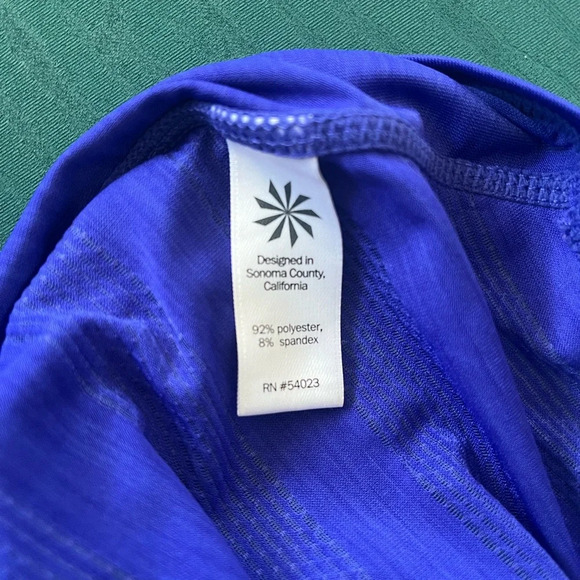 Designed in
Sonoma County,
California
92% polyester,
8% spandex
RN #54023